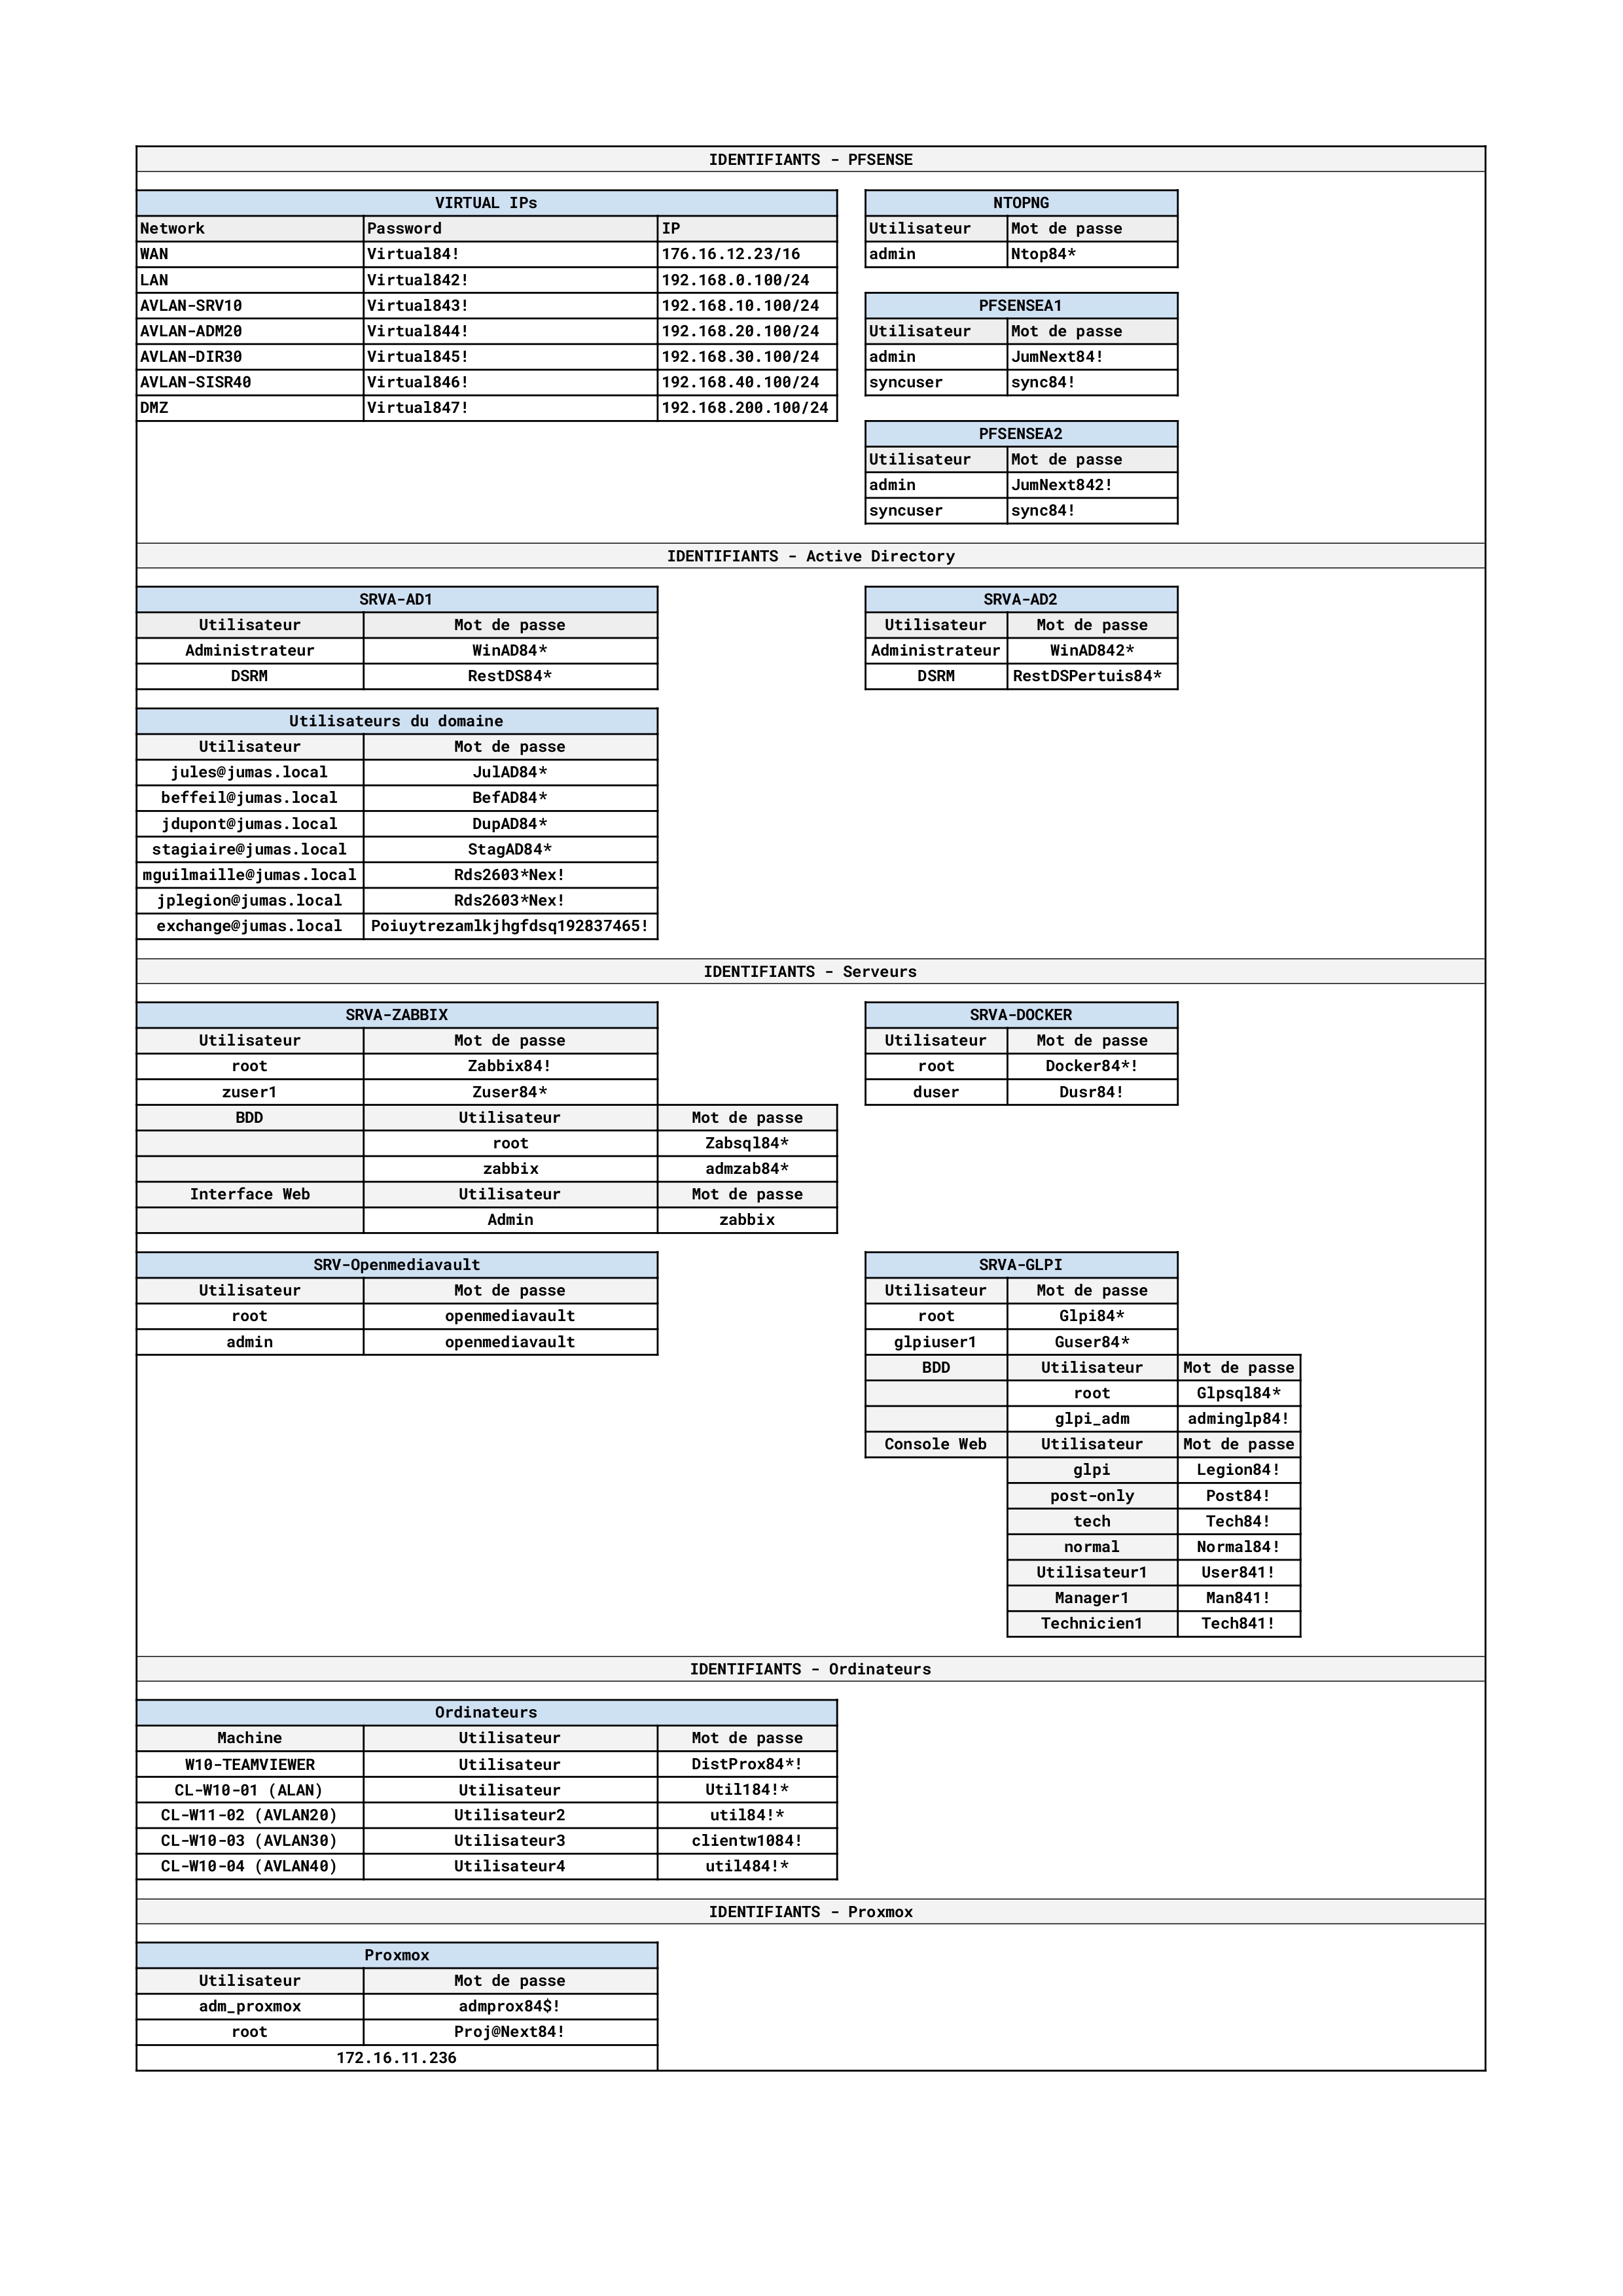 IDENTIFIANTS - PFSENSE
VIRTUAL IPs
Network Password IP
WAN Virtual84! 176.16.12.23/16
LAN Virtual842! 192.168.0.100/24
AVLAN-SRV10 Virtual843! 192.168.10.100/24
AVLAN-ADM20 Virtual844! 192.168.20.100/24
AVLAN-DIR30 Virtual845! 192.168.30.100/24
AVLAN-SISR40 Virtual846! 192.168.40.100/24
DMZ Virtual847! 192.168.200.100/24
NTOPNG
Utilisateur Mot de passe
admin Ntop84*
PFSENSEA1
Utilisateur Mot de passe
admin JumNext84!
syncuser sync84!
PFSENSEA2
Utilisateur Mot de passe
admin JumNext842!
syncuser sync84!
IDENTIFIANTS - Active Directory
SRVA-AD1
Utilisateur Mot de passe
Administrateur WinAD84*
DSRM RestDS84*
SRVA-AD2
Utilisateur Mot de passe
Administrateur WinAD842*
DSRM RestDSPertuis84*
Utilisateurs du domaine
Utilisateur Mot de passe
jules@jumas.local JulAD84*
beffeil@jumas.local BefAD84*
jdupont@jumas.local DupAD84*
stagiaire@jumas.local StagAD84*
mguilmaille@jumas.local Rds2603*Nex!
jplegion@jumas.local Rds2603*Nex!
exchange@jumas.local Poiuytrezamlkjhgfdsq192837465!
IDENTIFIANTS - Serveurs
SRVA-ZABBIX
Utilisateur Mot de passe
root Zabbix84!
zuser1 Zuser84*
BDD Utilisateur Mot de passe
root Zabsql84*
zabbix admzab84*
Interface Web Utilisateur Mot de passe
Admin zabbix
SRVA-DOCKER
Utilisateur Mot de passe
root Docker84*!
duser Dusr84!
SRV-Openmediavault
Utilisateur Mot de passe
root openmediavault
admin openmediavault
SRVA-GLPI
Utilisateur Mot de passe
root Glpi84*
glpiuser1 Guser84*
BDD Utilisateur Mot de passe
root Glpsql84*
glpi_adm adminglp84!
Console Web Utilisateur Mot de passe
glpi Legion84!
post-only Post84!
tech Tech84!
normal Normal84!
Utilisateur1 User841!
Manager1 Man841!
Technicien1 Tech841!
IDENTIFIANTS - Ordinateurs
Ordinateurs
Machine Utilisateur Mot de passe
W10-TEAMVIEWER Utilisateur DistProx84*!
CL-W10-01 (ALAN) Utilisateur Util184!*
CL-W11-02 (AVLAN20) Utilisateur2 util84!*
CL-W10-03 (AVLAN30) Utilisateur3 clientw1084!
CL-W10-04 (AVLAN40) Utilisateur4 util484!*
IDENTIFIANTS - Proxmox
Proxmox
Utilisateur Mot de passe
adm_proxmox admprox84$!
root Proj@Next84!
172.16.11.236